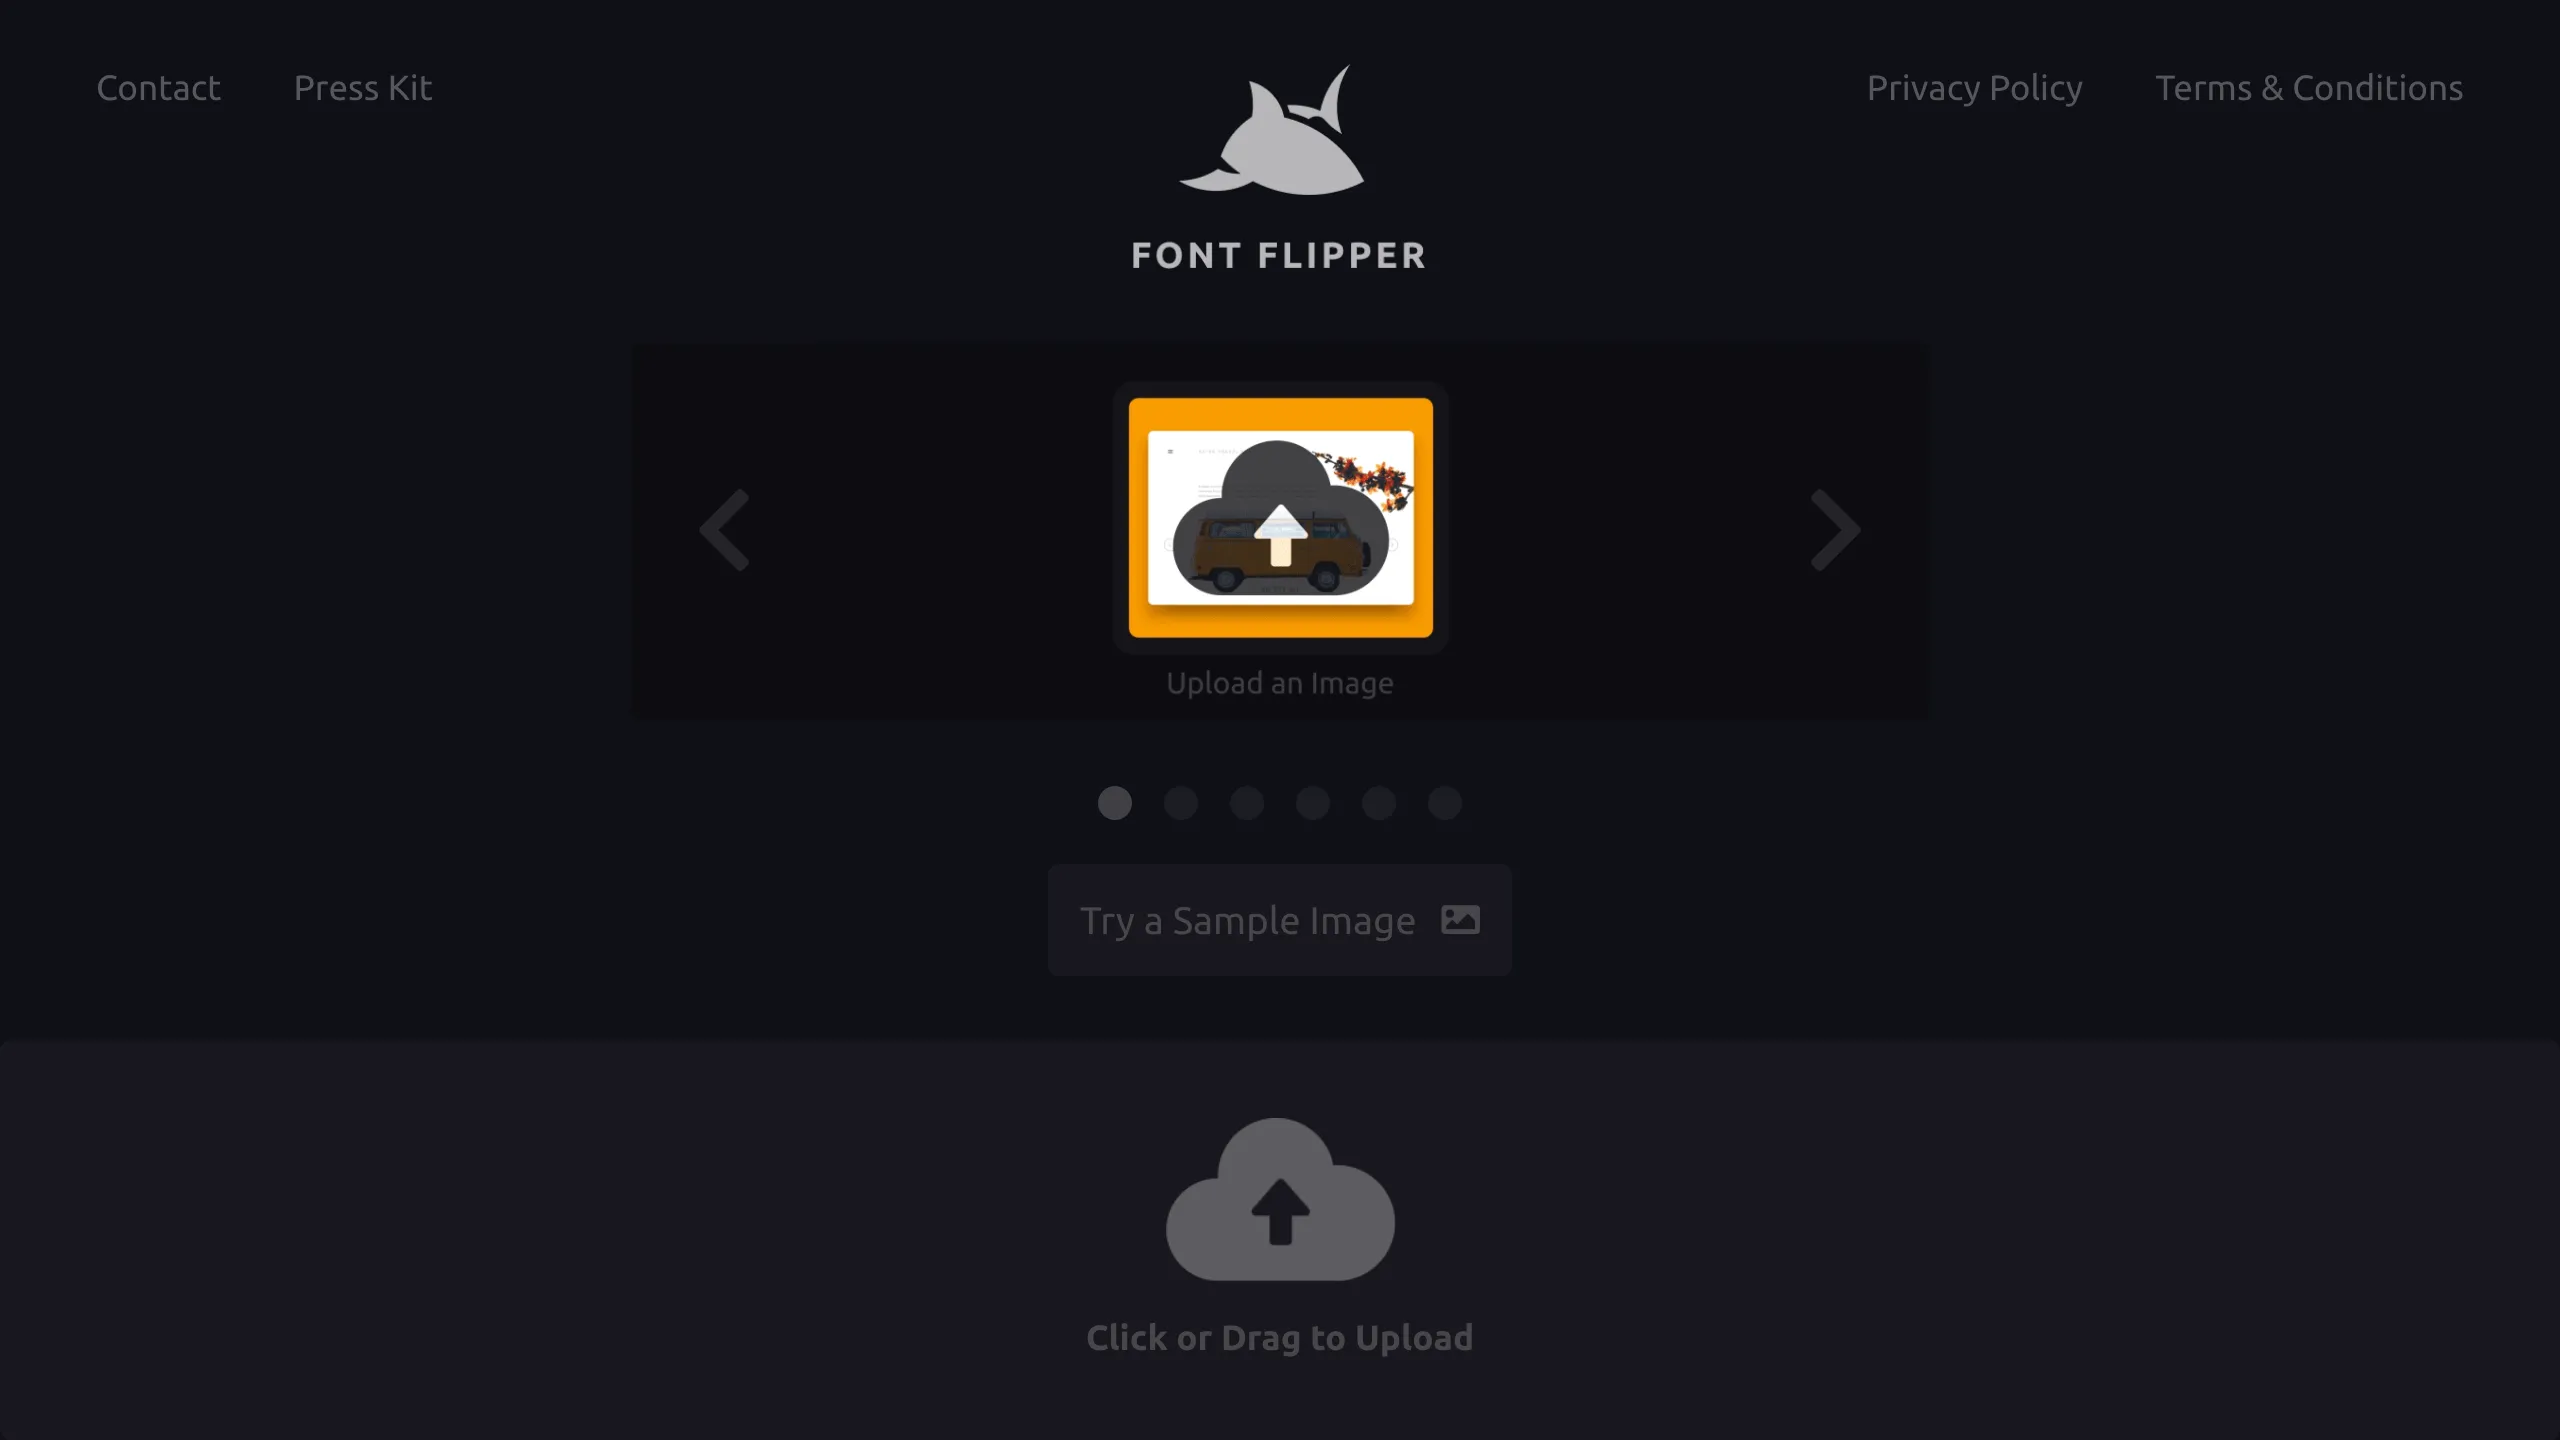 Contact
Press Kit
Privacy Policy
Terms & Conditions
FONT FLIPPER
Upload an Image
Try a Sample Image
Click or Drag to Upload